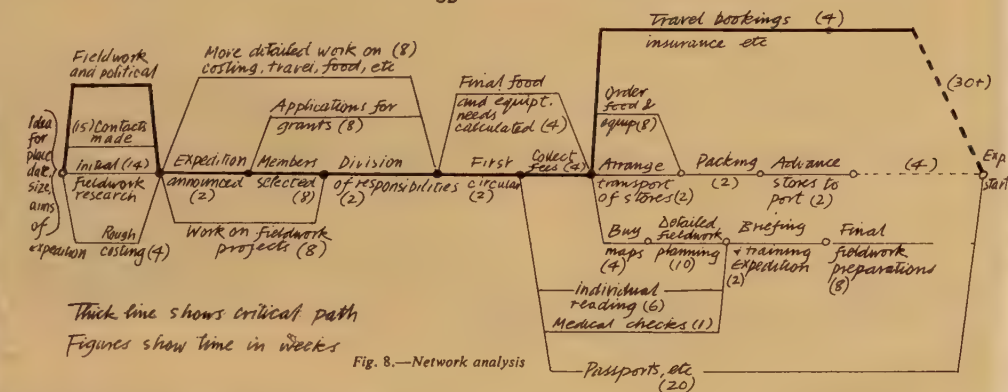 Travel bookings (4)
insurance etc
Fieldwork
and political
More detailed work on (8)
costing, travel, food, etc
Final food
and equipt.
needs
calculated (4)
Order
food &
equip (8)
(30+)
Applications for
grants (8)
Idea
for
place
date,
size,
aims
of
expedition
(15) Contacts
made
initial (14)
Fieldwork
research
Rough
costing (4)
Expedition
announced
(2)
Members
selected
(8)
Division
of responsibilities
(2)
First
circular
(2)
Collect
fees (4)
Arrange
transport
of stores (2)
Packing
(2)
Advance
stores to
port (2)
(4)
Exp
start
Work on fieldwork
projects (8)
Buy
maps
(4)
Detailed
fieldwork
planning
(10)
Briefing
+ training
Expedition
(2)
Final
fieldwork
preparations
(8)
individual
reading (6)
Medical checks (1)
Passports, etc
(20)
Thick line shows critical path
Figures show time in weeks
Fig. 8.—Network analysis